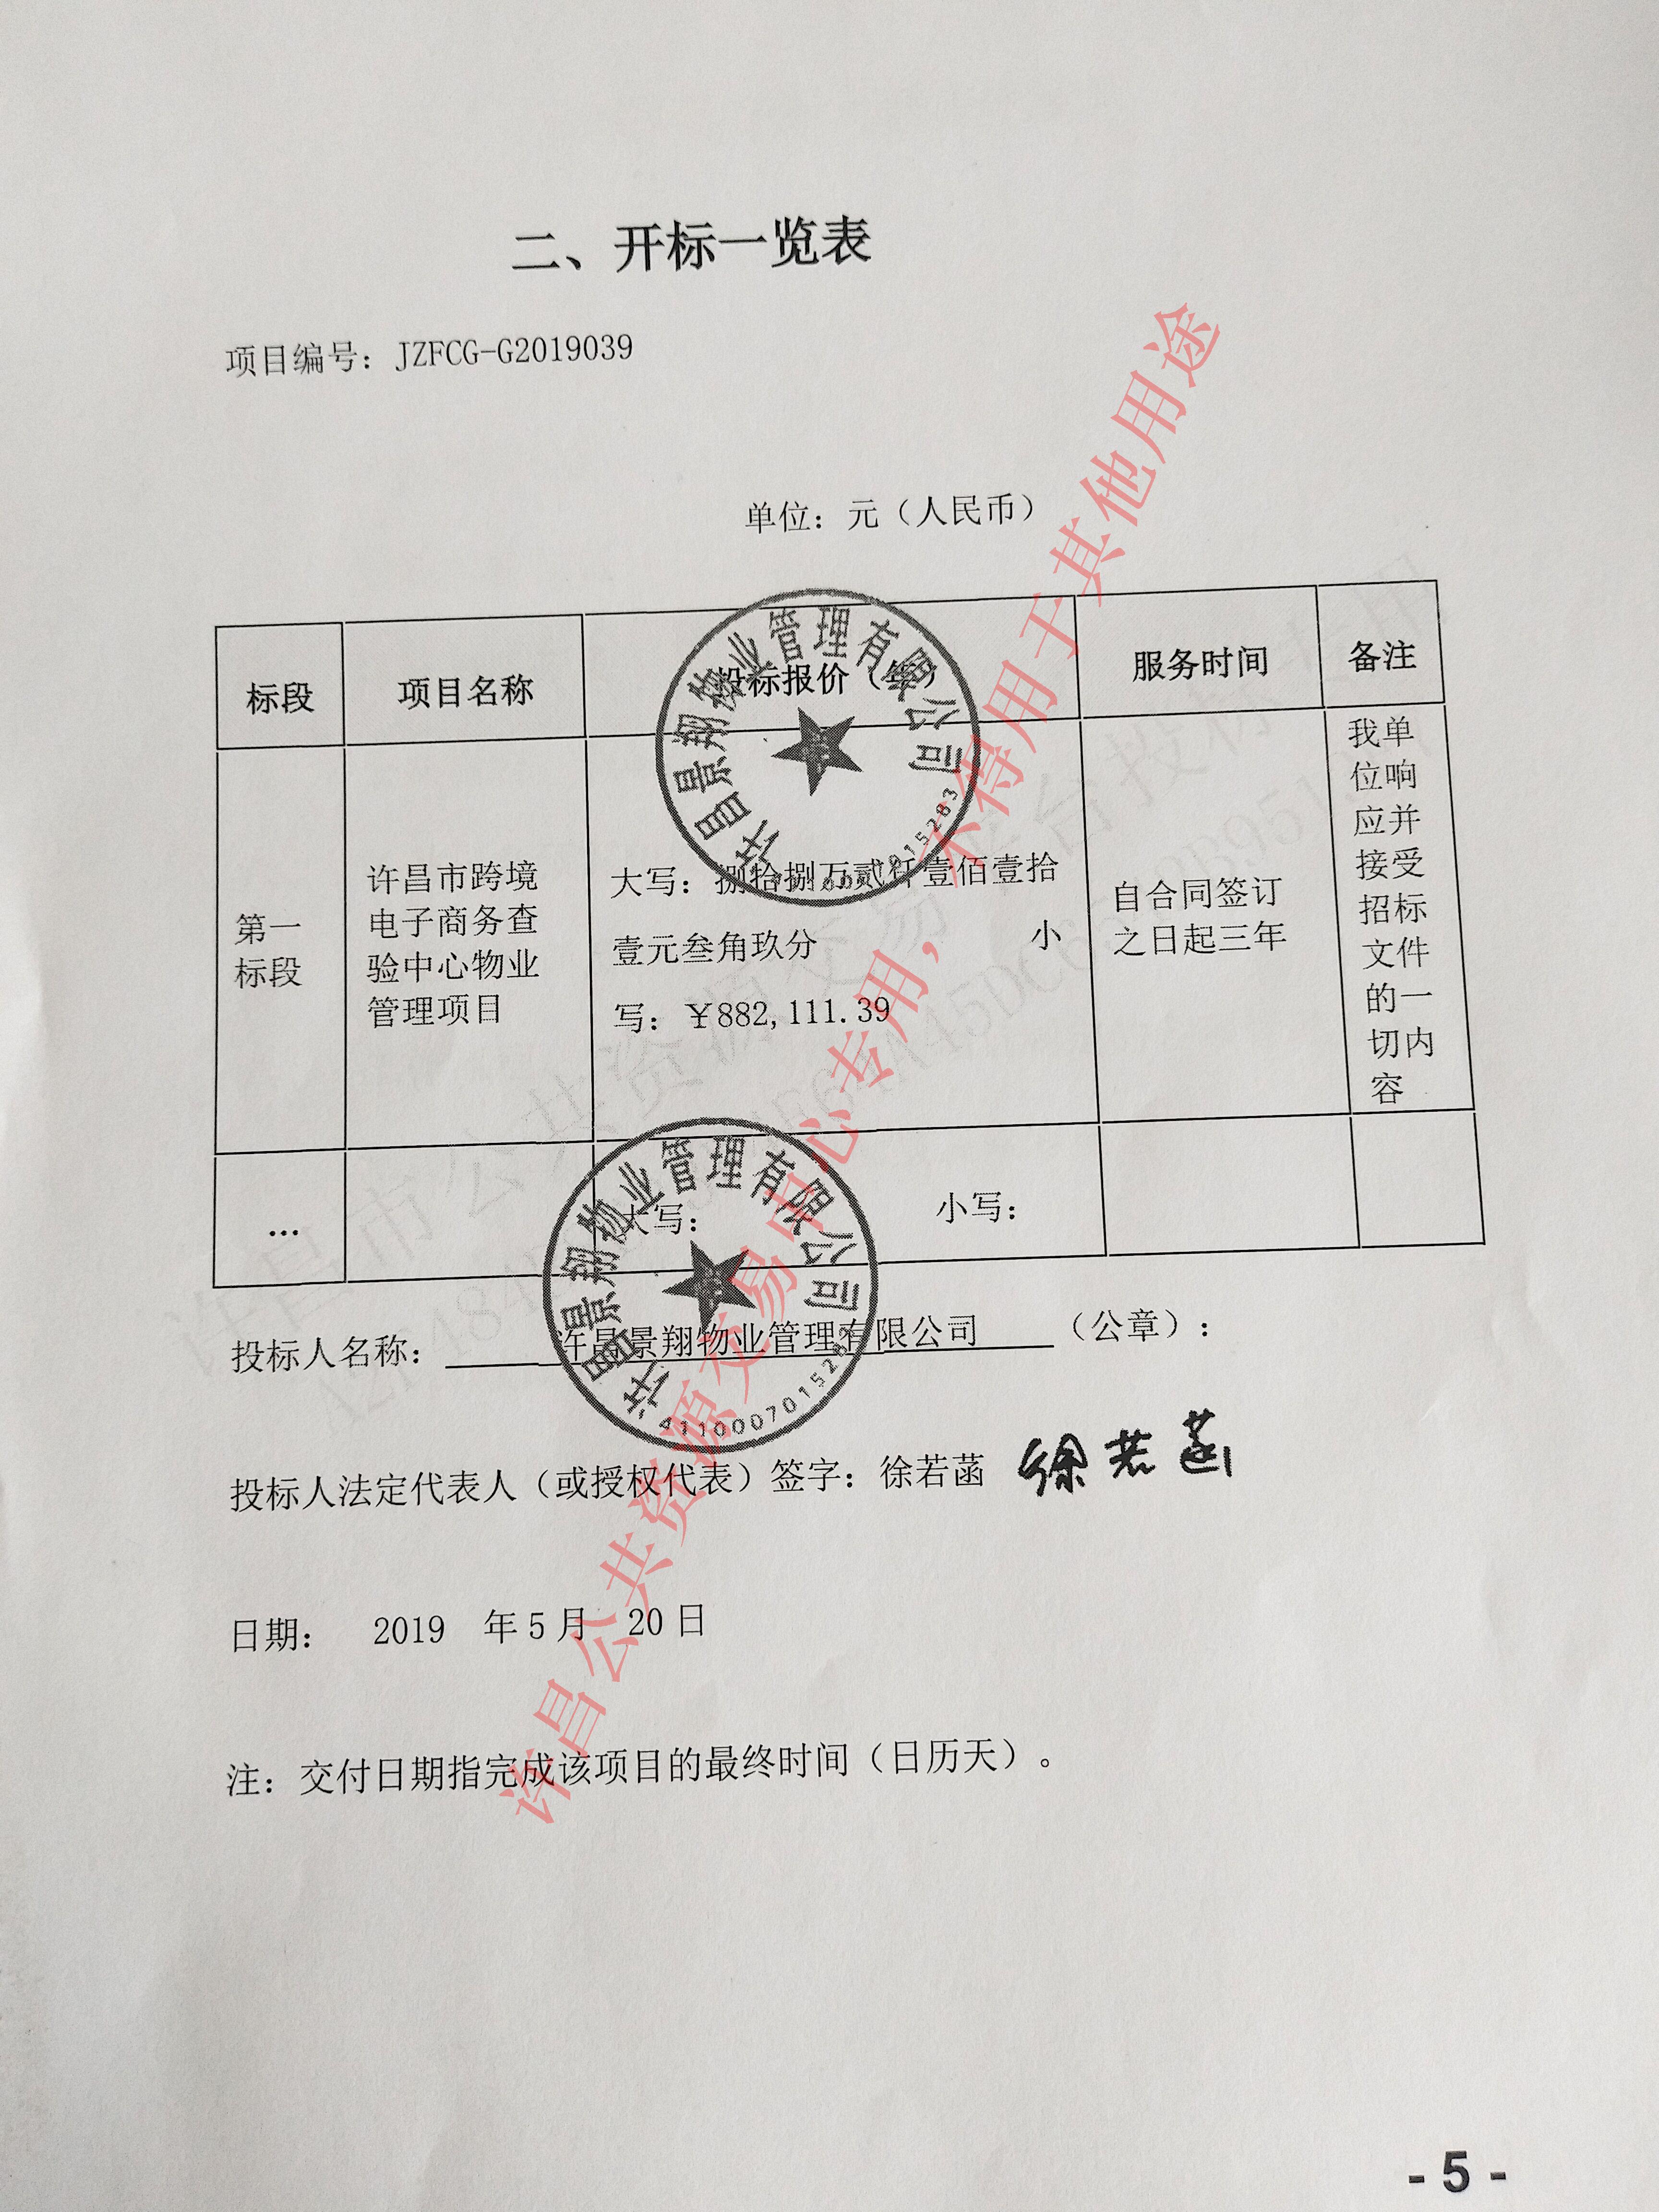 二、开标一览表
项目编号：JZFCG-G2019039
单位：元（人民币）
标段
项目名称
投标报价（年）
服务时间
备注
第一
标段
许昌市跨境
电子商务查
验中心物业
管理项目
大写：捌拾捌万贰仟壹佰壹拾
壹元叁角玖分 小
写：￥882,111.39
自合同签订
之日起三年
我单
位响
应并
接受
招标
文件
的一
切内
容
…
大写： 小写：
投标人名称：许昌景翔物业管理有限公司（公章）：
投标人法定代表人（或授权代表）签字：徐若菡 徐若菡
日期： 2019 年 5 月 20 日
注：交付日期指完成该项目的最终时间（日历天）。
- 5 -
许昌景翔物业管理有限公司
许昌景翔物业管理有限公司
4110007015283
许昌公共资源交易中心专用，不得用于其他用途